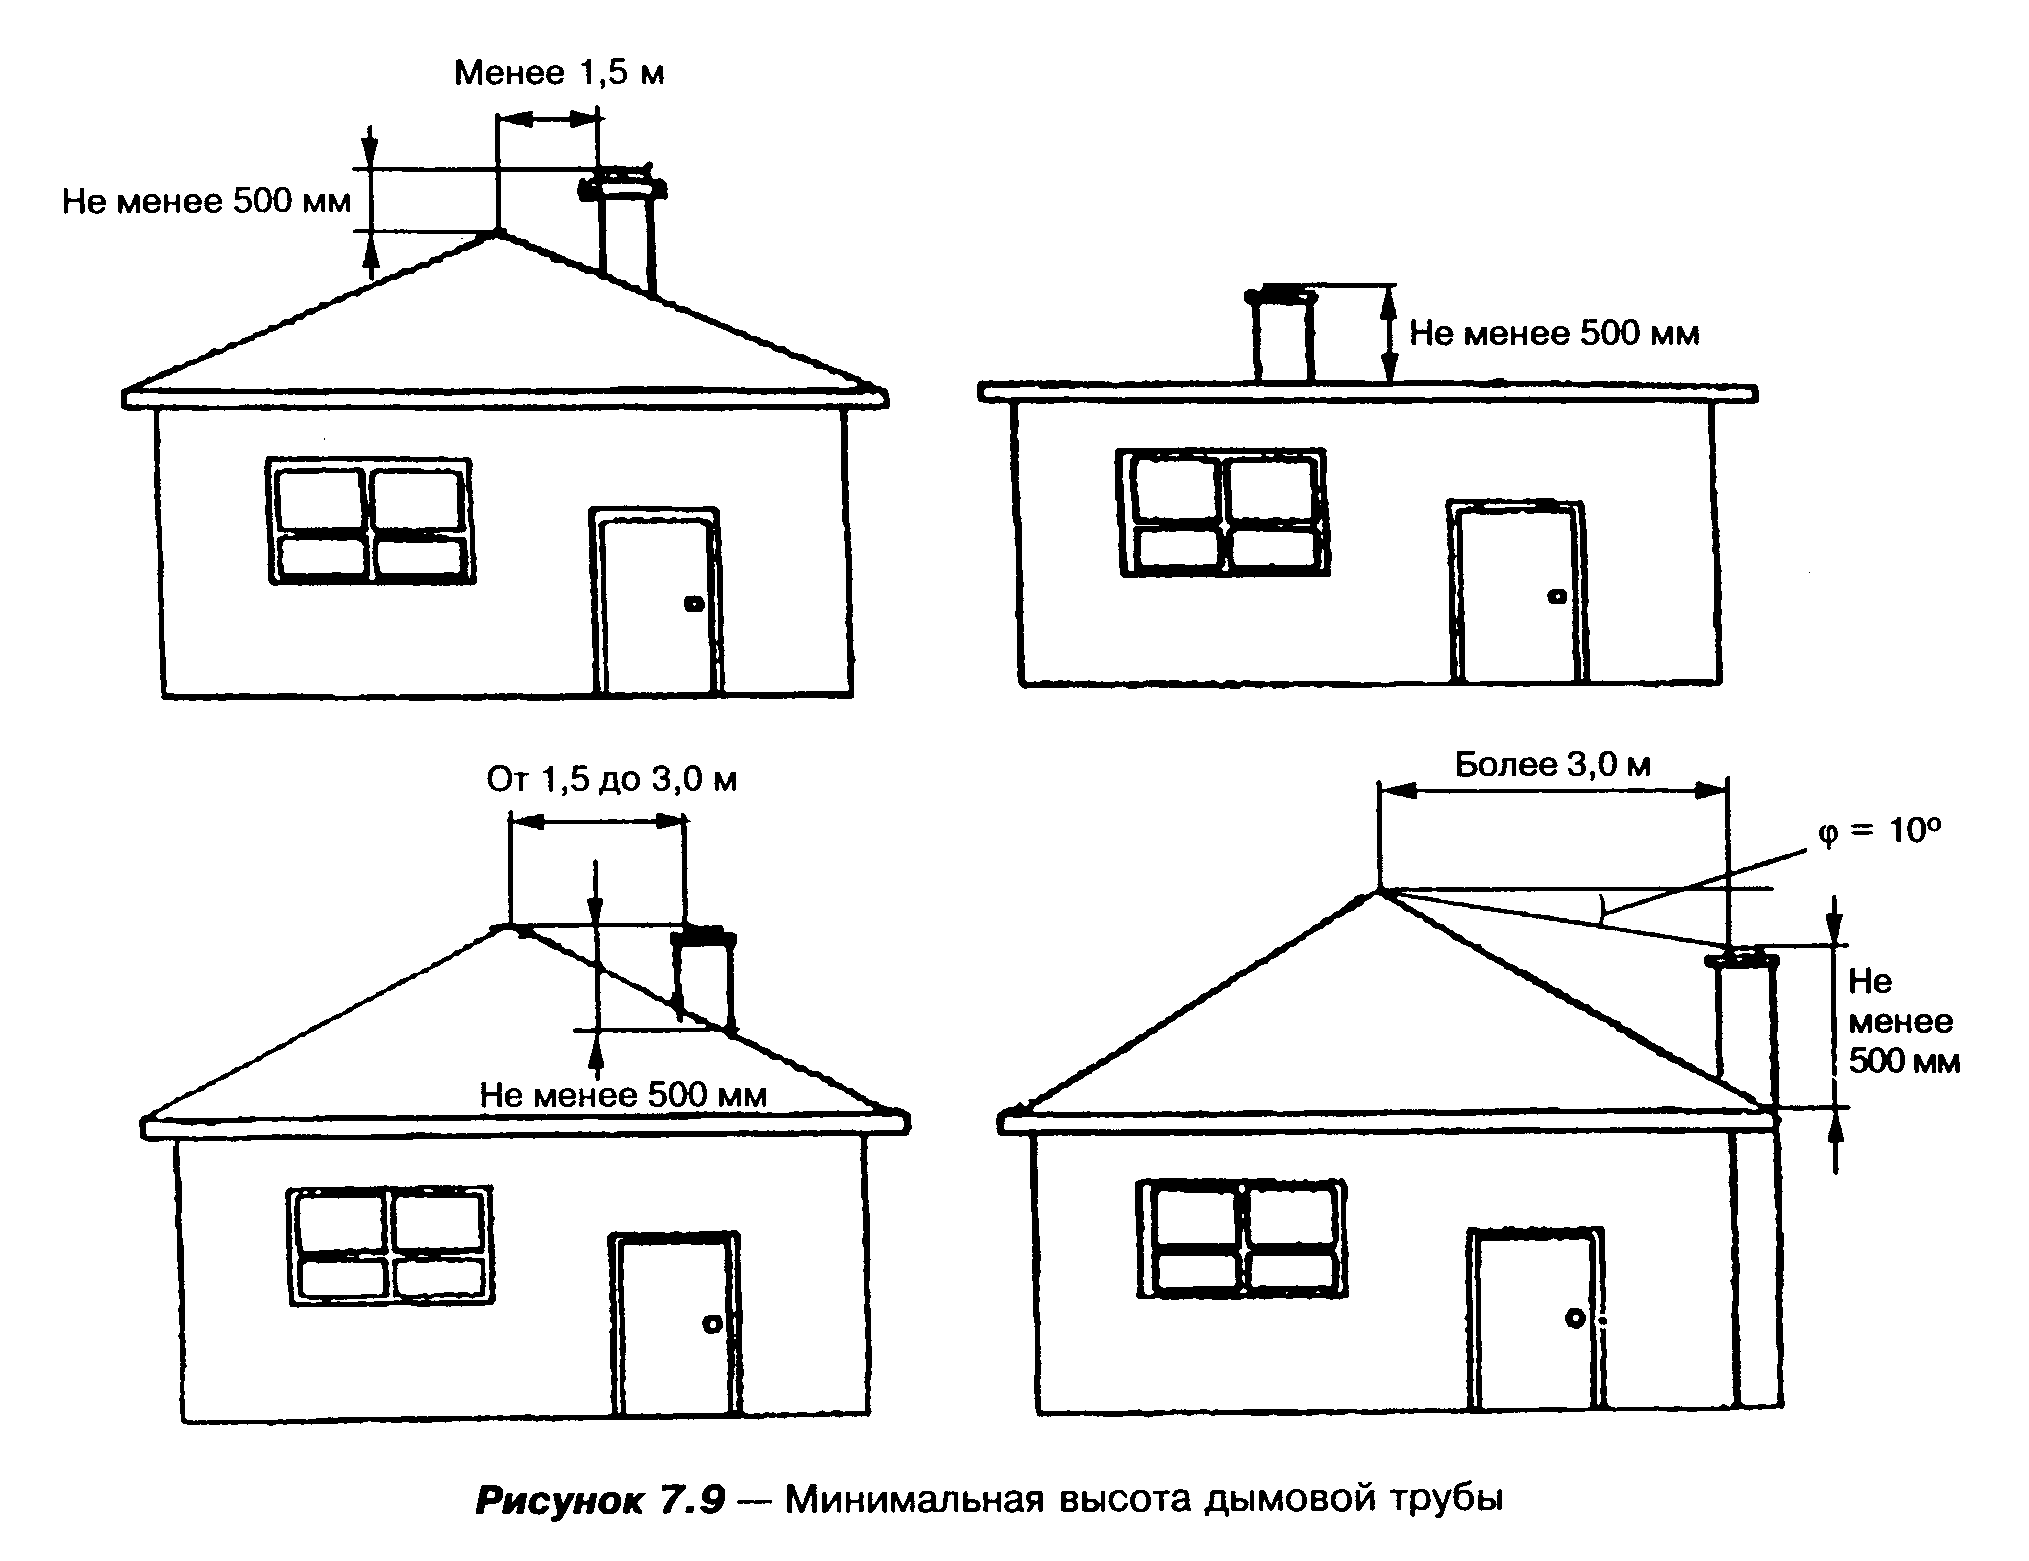 Менее 1,5 м
Не менее 500 мм
Не менее 500 мм
От 1,5 до 3,0 м
Не менее 500 мм
Более 3,0 м
φ = 10º
Не
менее
500 мм
Рисунок 7.9 — Минимальная высота дымовой трубы